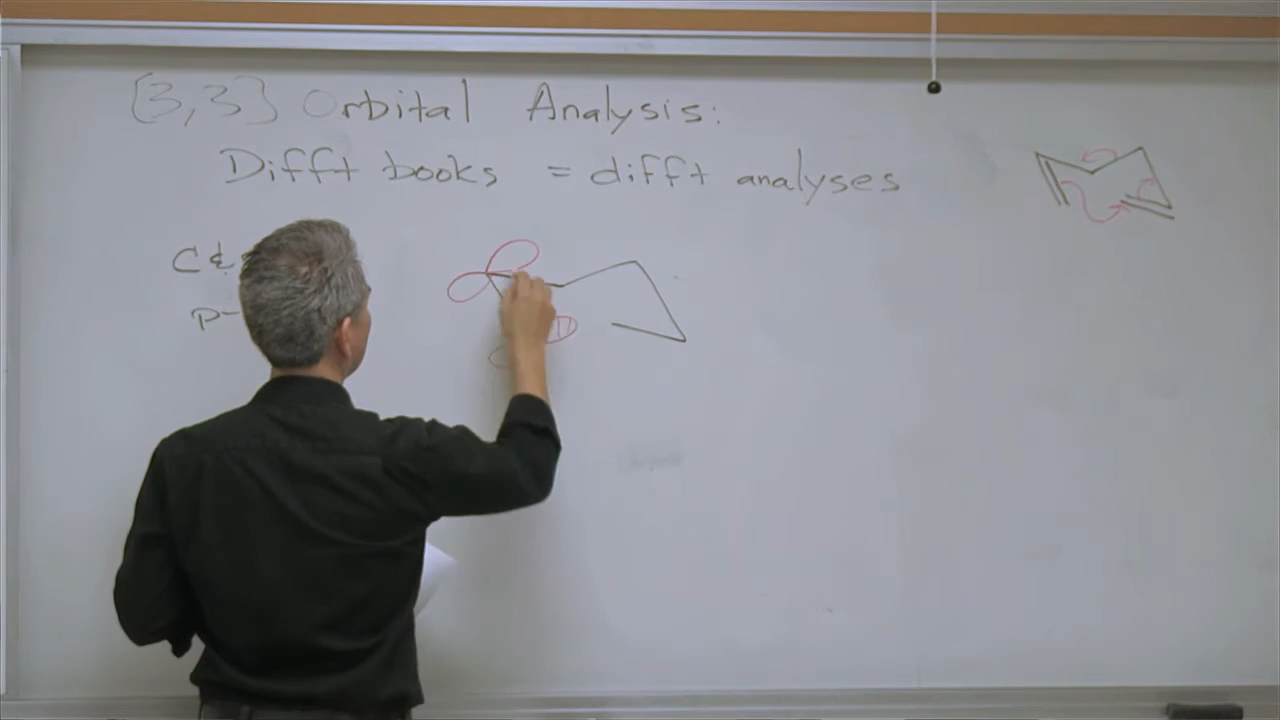 [3,3] Orbital Analysis:
Difft books = difft analyses
C &
p-